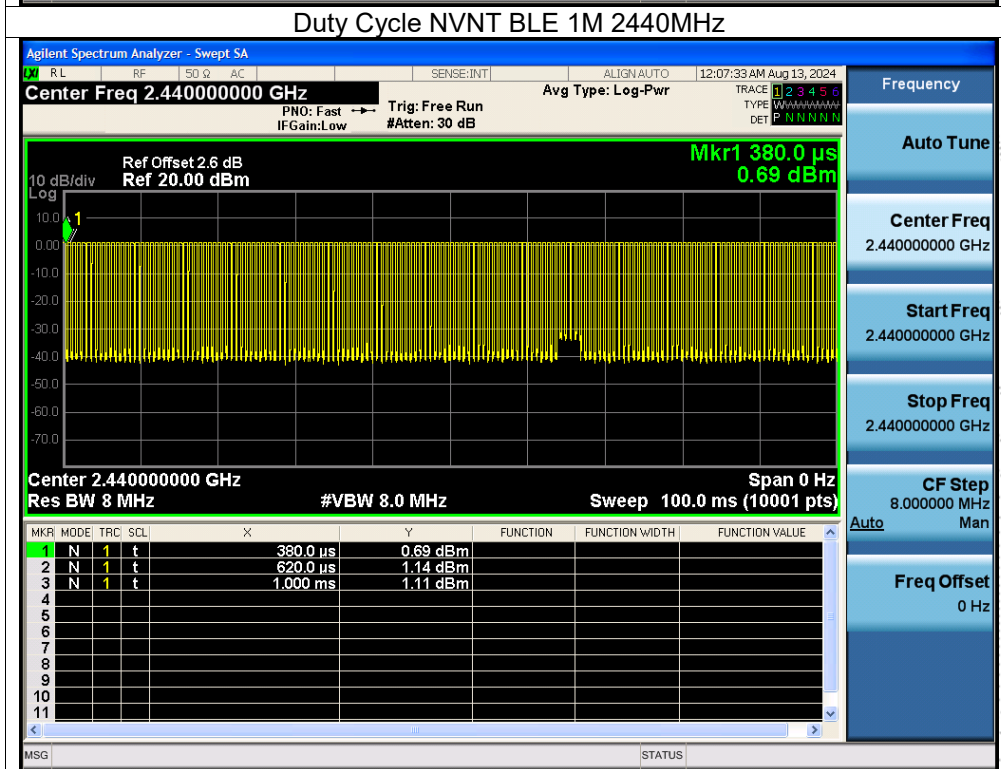 Duty Cycle NVNT BLE 1M 2440MHz
Agilent Spectrum Analyzer - Swept SA
LXI RL RF 50 Ω AC SENSE:INT ALIGN AUTO 12:07:33 AM Aug 13, 2024
Center Freq 2.440000000 GHz
PNO: Fast
IFGain:Low
Trig: Free Run
#Atten: 30 dB
Avg Type: Log-Pwr
TRACE 1 2 3 4 5 6
TYPE WWWWWW
DET P N N N N N
Mkr1 380.0 µs
0.69 dBm
Ref Offset 2.6 dB
10 dB/div Ref 20.00 dBm
Log
10.0
0.00
-10.0
-20.0
-30.0
-40.0
-50.0
-60.0
-70.0
1
Center 2.440000000 GHz Span 0 Hz
Res BW 8 MHz #VBW 8.0 MHz Sweep 100.0 ms (10001 pts)
MKR MODE TRC SCL X Y FUNCTION FUNCTION WIDTH FUNCTION VALUE
1 N 1 t 380.0 µs 0.69 dBm
2 N 1 t 620.0 µs 1.14 dBm
3 N 1 t 1.000 ms 1.11 dBm
4
5
6
7
8
9
10
11
MSG STATUS
Frequency
Auto Tune
Center Freq
2.440000000 GHz
Start Freq
2.440000000 GHz
Stop Freq
2.440000000 GHz
CF Step
8.000000 MHz
Auto Man
Freq Offset
0 Hz